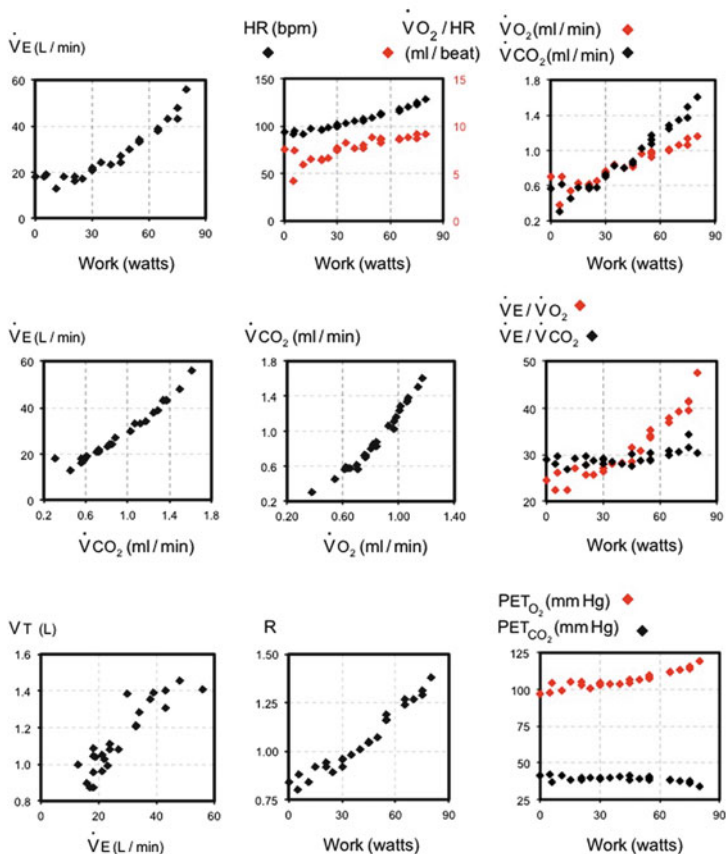 V̇E (L / min)
60
40
20
0
0 30 60 90
Work (watts)
HR (bpm)
V̇O₂ / HR
(ml / beat)
150 15
100 10
50 5
0 0
0 30 60 90
Work (watts)
V̇O₂(ml / min)
V̇CO₂(ml / min)
1.8
1.4
1.0
0.6
0.2
0 30 60 90
Work (watts)
V̇E (L / min)
60
40
20
0
0.2 0.6 1.0 1.4 1.8
V̇CO₂ (ml / min)
V̇CO₂ (ml / min)
1.8
1.4
1.0
0.6
0.2
0.20 0.60 1.00 1.40
V̇O₂ (ml / min)
V̇E / V̇O₂
V̇E / V̇CO₂
50
40
30
20
0 30 60 90
Work (watts)
VT (L)
1.6
1.4
1.2
1.0
0.8
0 20 40 60
V̇E (L / min)
R
1.50
1.25
1.00
0.75
0 30 60 90
Work (watts)
PETO₂ (mm Hg)
PETCO₂ (mm Hg)
125
100
75
50
25
0 30 60 90
Work (watts)